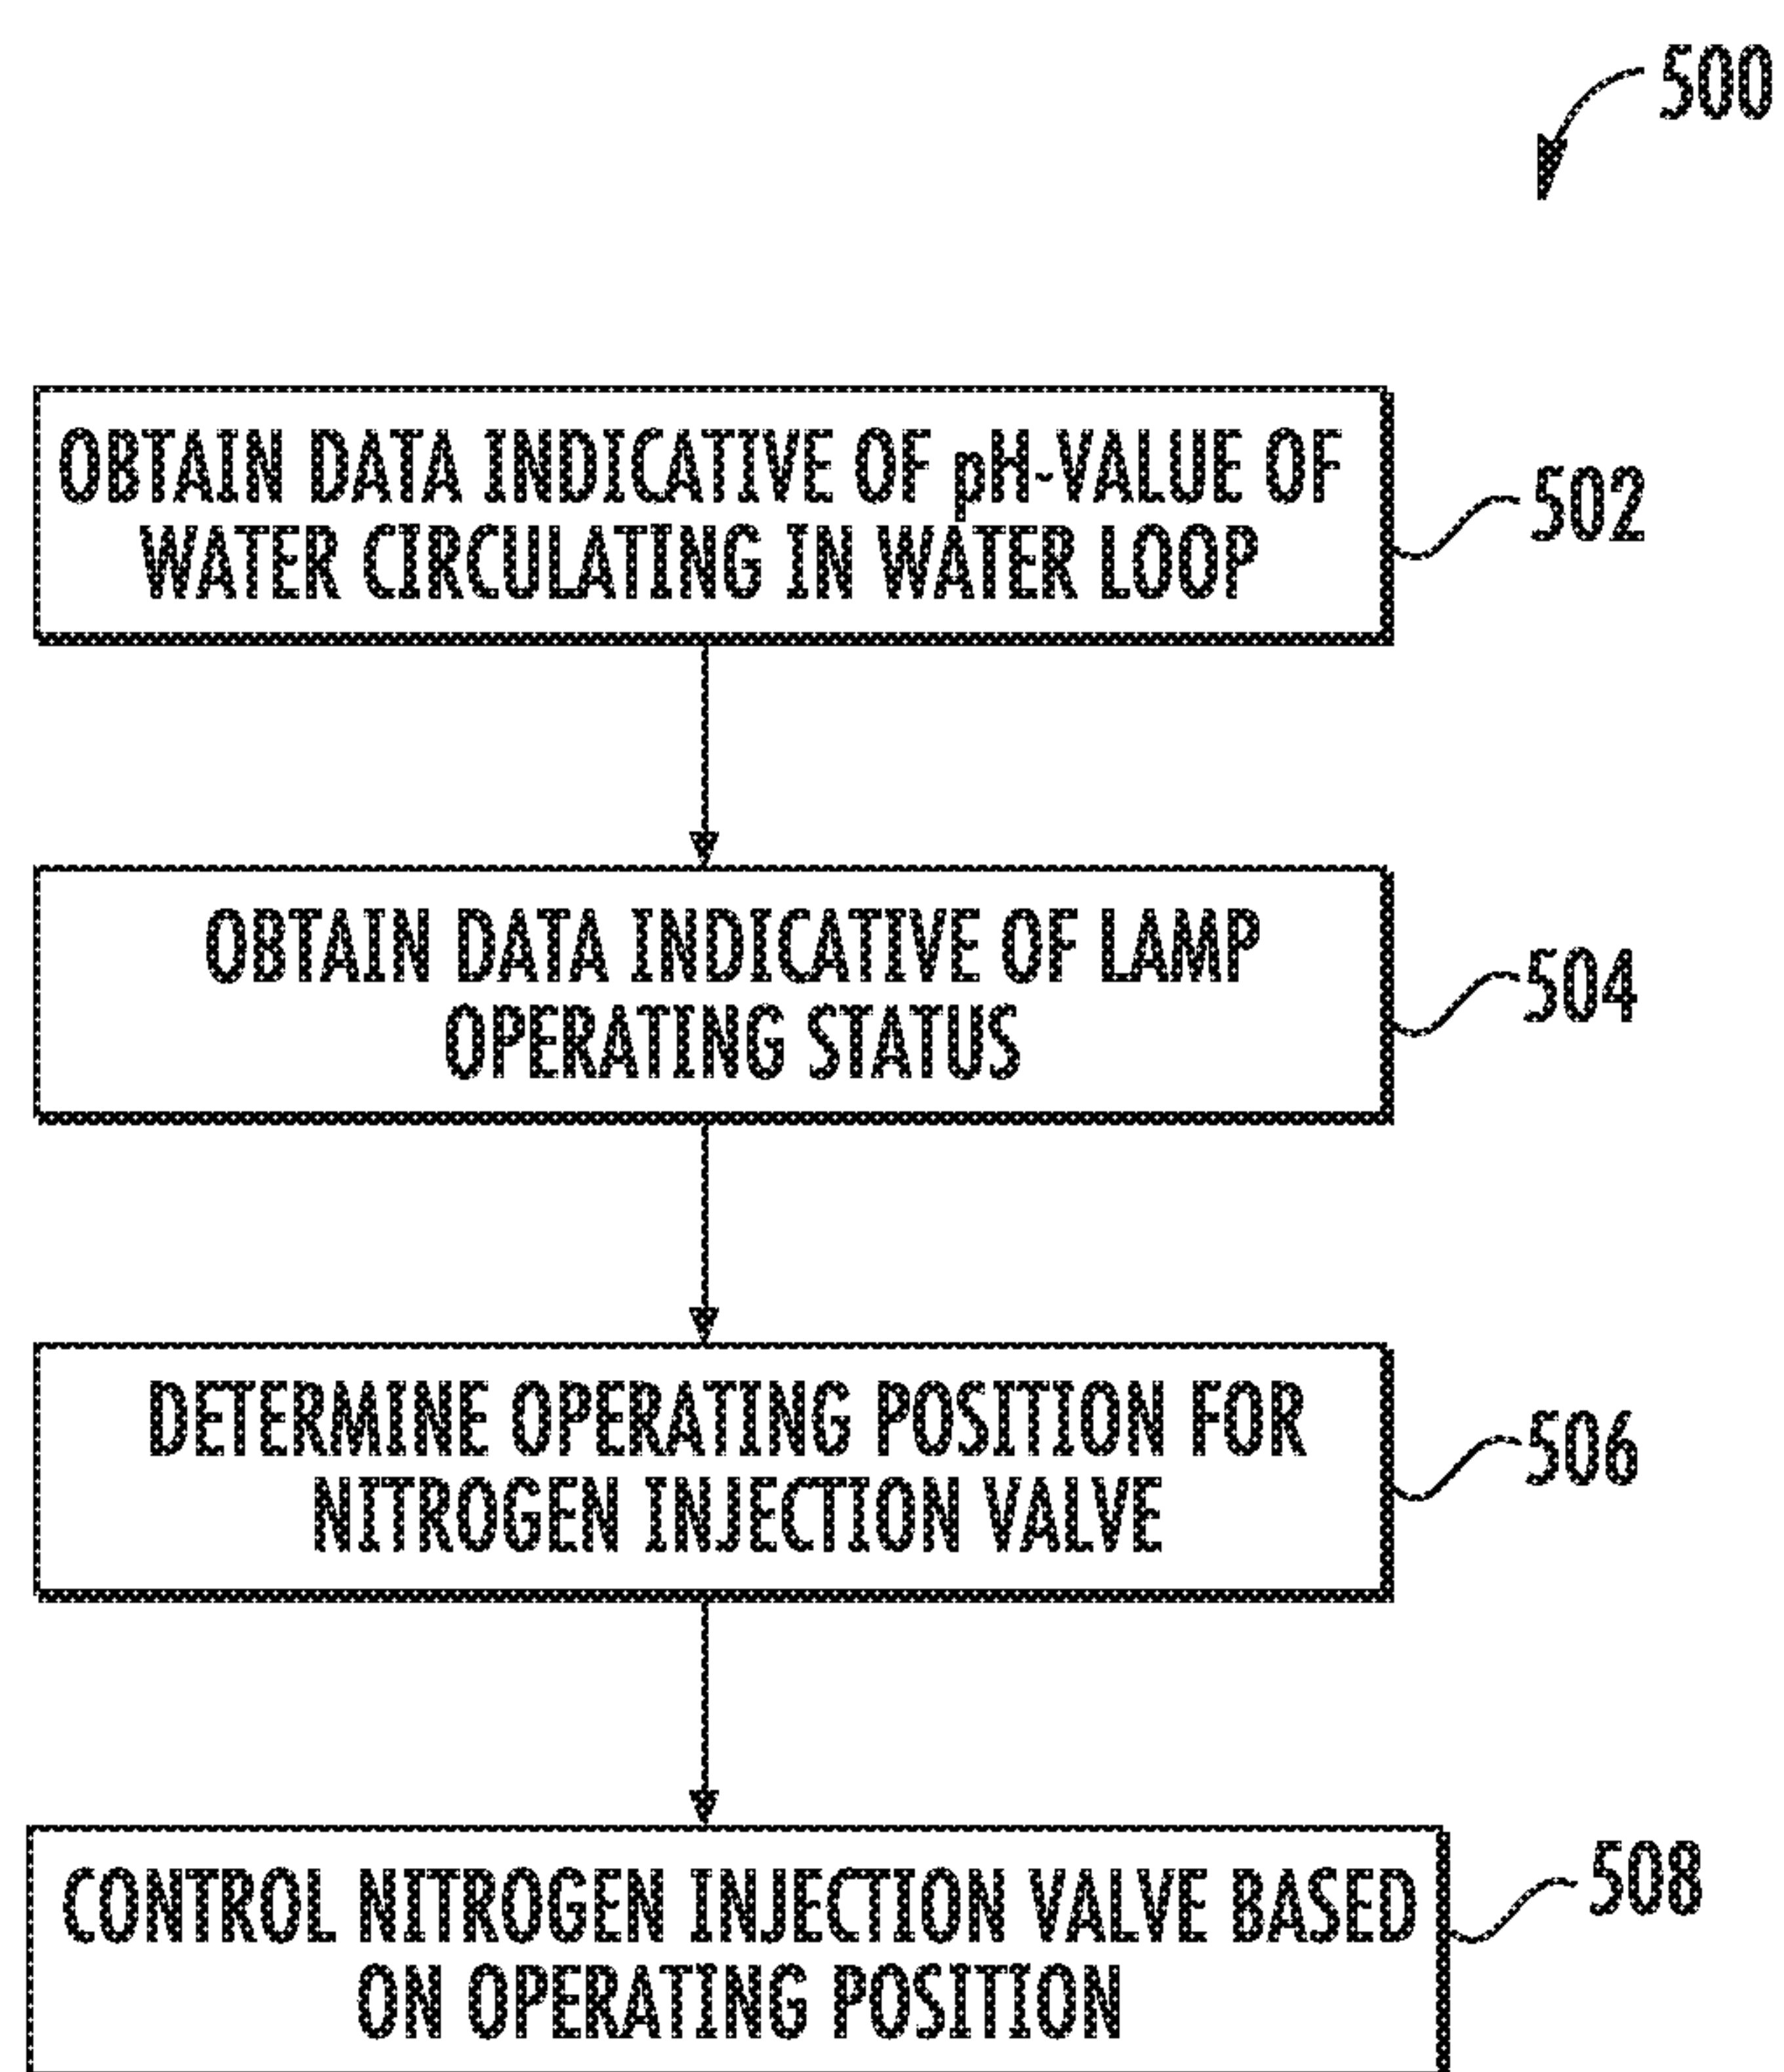 500
OBTAIN DATA INDICATIVE OF pH-VALUE OF
WATER CIRCULATING IN WATER LOOP
502
OBTAIN DATA INDICATIVE OF LAMP
OPERATING STATUS
504
DETERMINE OPERATING POSITION FOR
NITROGEN INJECTION VALVE
506
CONTROL NITROGEN INJECTION VALVE BASED
ON OPERATING POSITION
508